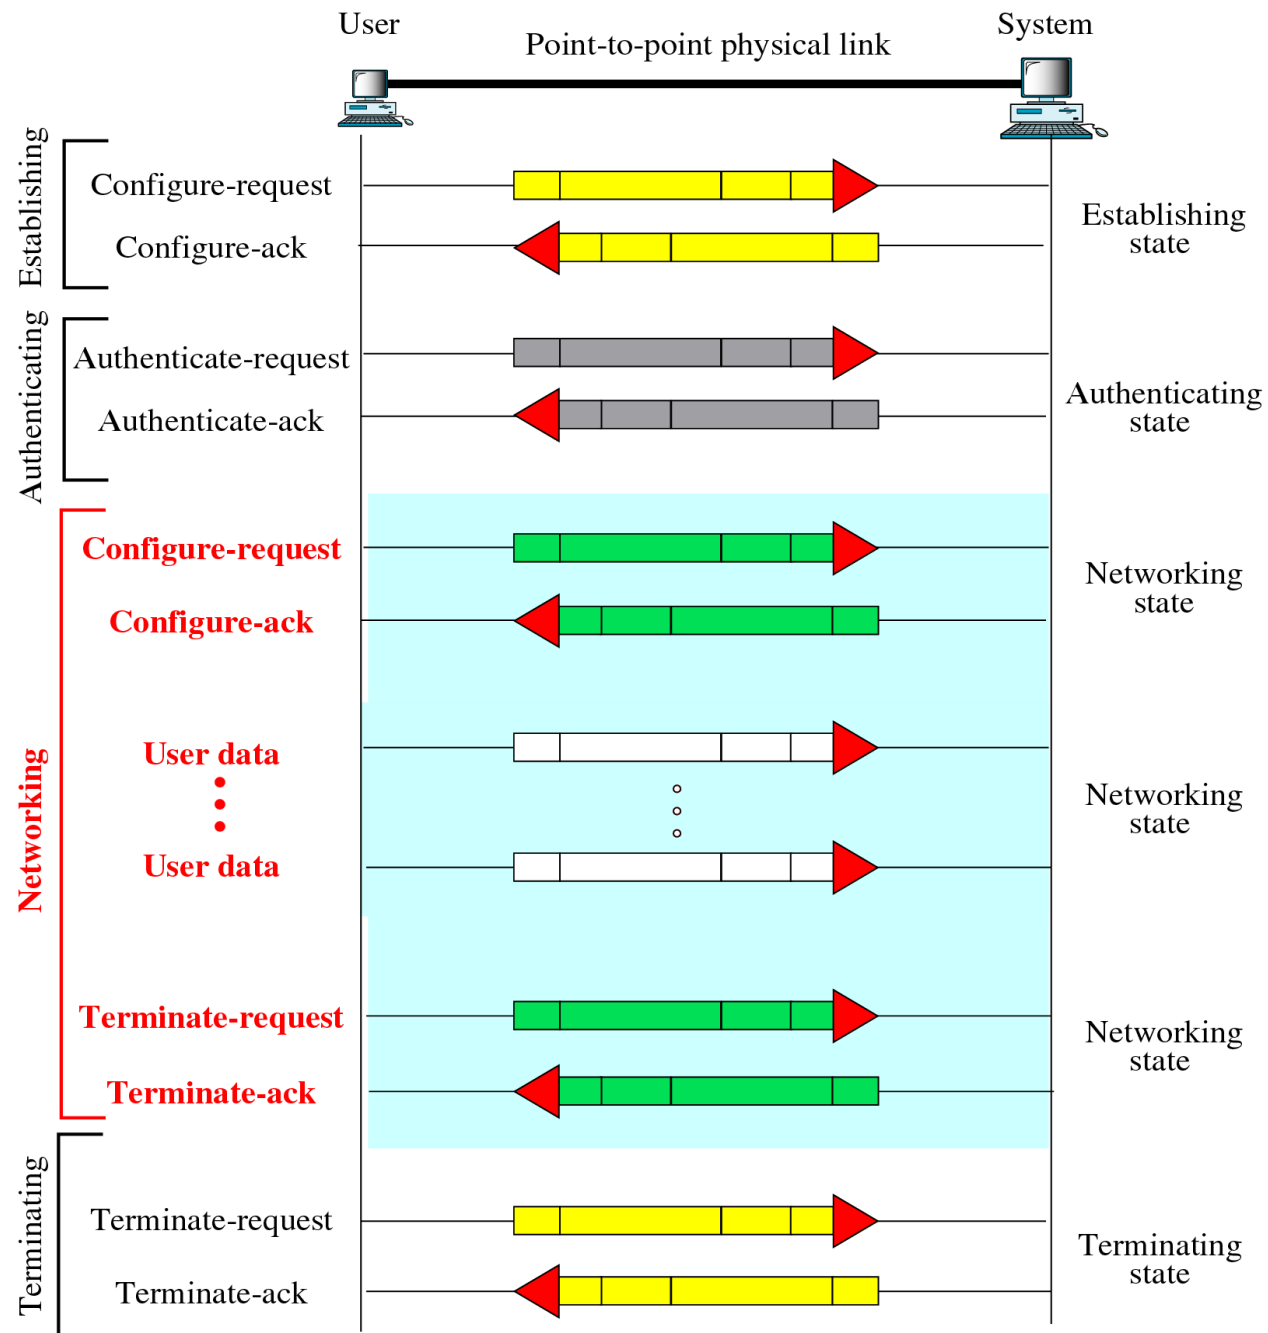 User
System
Point-to-point physical link
Establishing
Configure-request
Configure-ack
Establishing
state
Authenticating
Authenticate-request
Authenticate-ack
Authenticating
state
Networking
Configure-request
Configure-ack
Networking
state
User data
User data
Networking
state
Terminate-request
Terminate-ack
Networking
state
Terminating
Terminate-request
Terminate-ack
Terminating
state